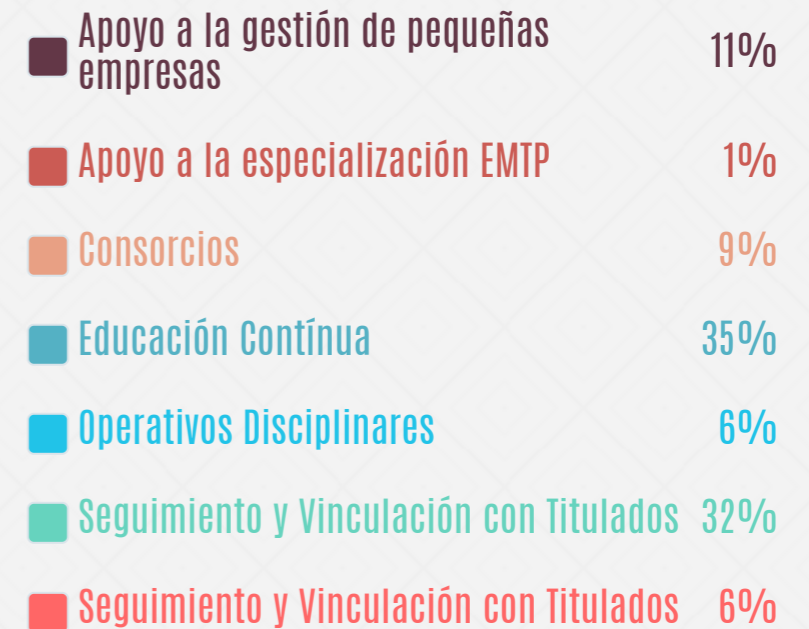 Apoyo a la gestión de pequeñas
empresas 11%
Apoyo a la especialización EMTP 1%
Consorcios 9%
Educación Contínua 35%
Operativos Disciplinares 6%
Seguimiento y Vinculación con Titulados 32%
Seguimiento y Vinculación con Titulados 6%